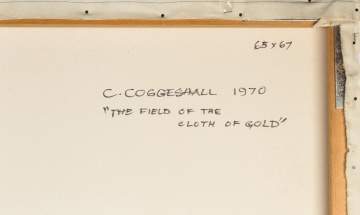 65 x 67
C. COGGESHALL 1970
"THE FIELD OF THE
CLOTH OF GOLD"